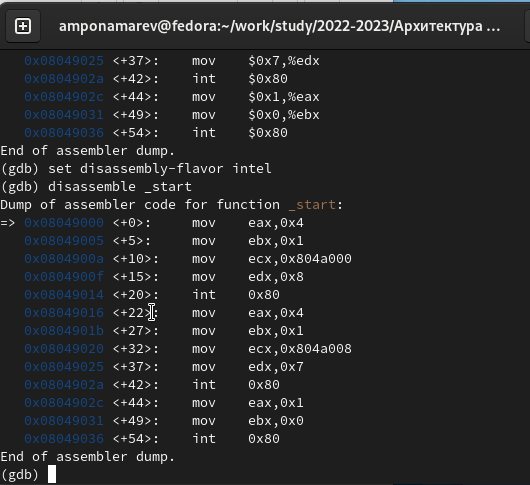 amponamarev@fedora:~/work/study/2022-2023/Архитектура ...
0x08049025 <+37>: mov $0x7,%edx
0x0804902a <+42>: int $0x80
0x0804902c <+44>: mov $0x1,%eax
0x08049031 <+49>: mov $0x0,%ebx
0x08049036 <+54>: int $0x80
End of assembler dump.
(gdb) set disassembly-flavor intel
(gdb) disassemble _start
Dump of assembler code for function _start:
=> 0x08049000 <+0>: mov eax,0x4
0x08049005 <+5>: mov ebx,0x1
0x0804900a <+10>: mov ecx,0x804a000
0x0804900f <+15>: mov edx,0x8
0x08049014 <+20>: int 0x80
0x08049016 <+22>: mov eax,0x4
0x0804901b <+27>: mov ebx,0x1
0x08049020 <+32>: mov ecx,0x804a008
0x08049025 <+37>: mov edx,0x7
0x0804902a <+42>: int 0x80
0x0804902c <+44>: mov eax,0x1
0x08049031 <+49>: mov ebx,0x0
0x08049036 <+54>: int 0x80
End of assembler dump.
(gdb)